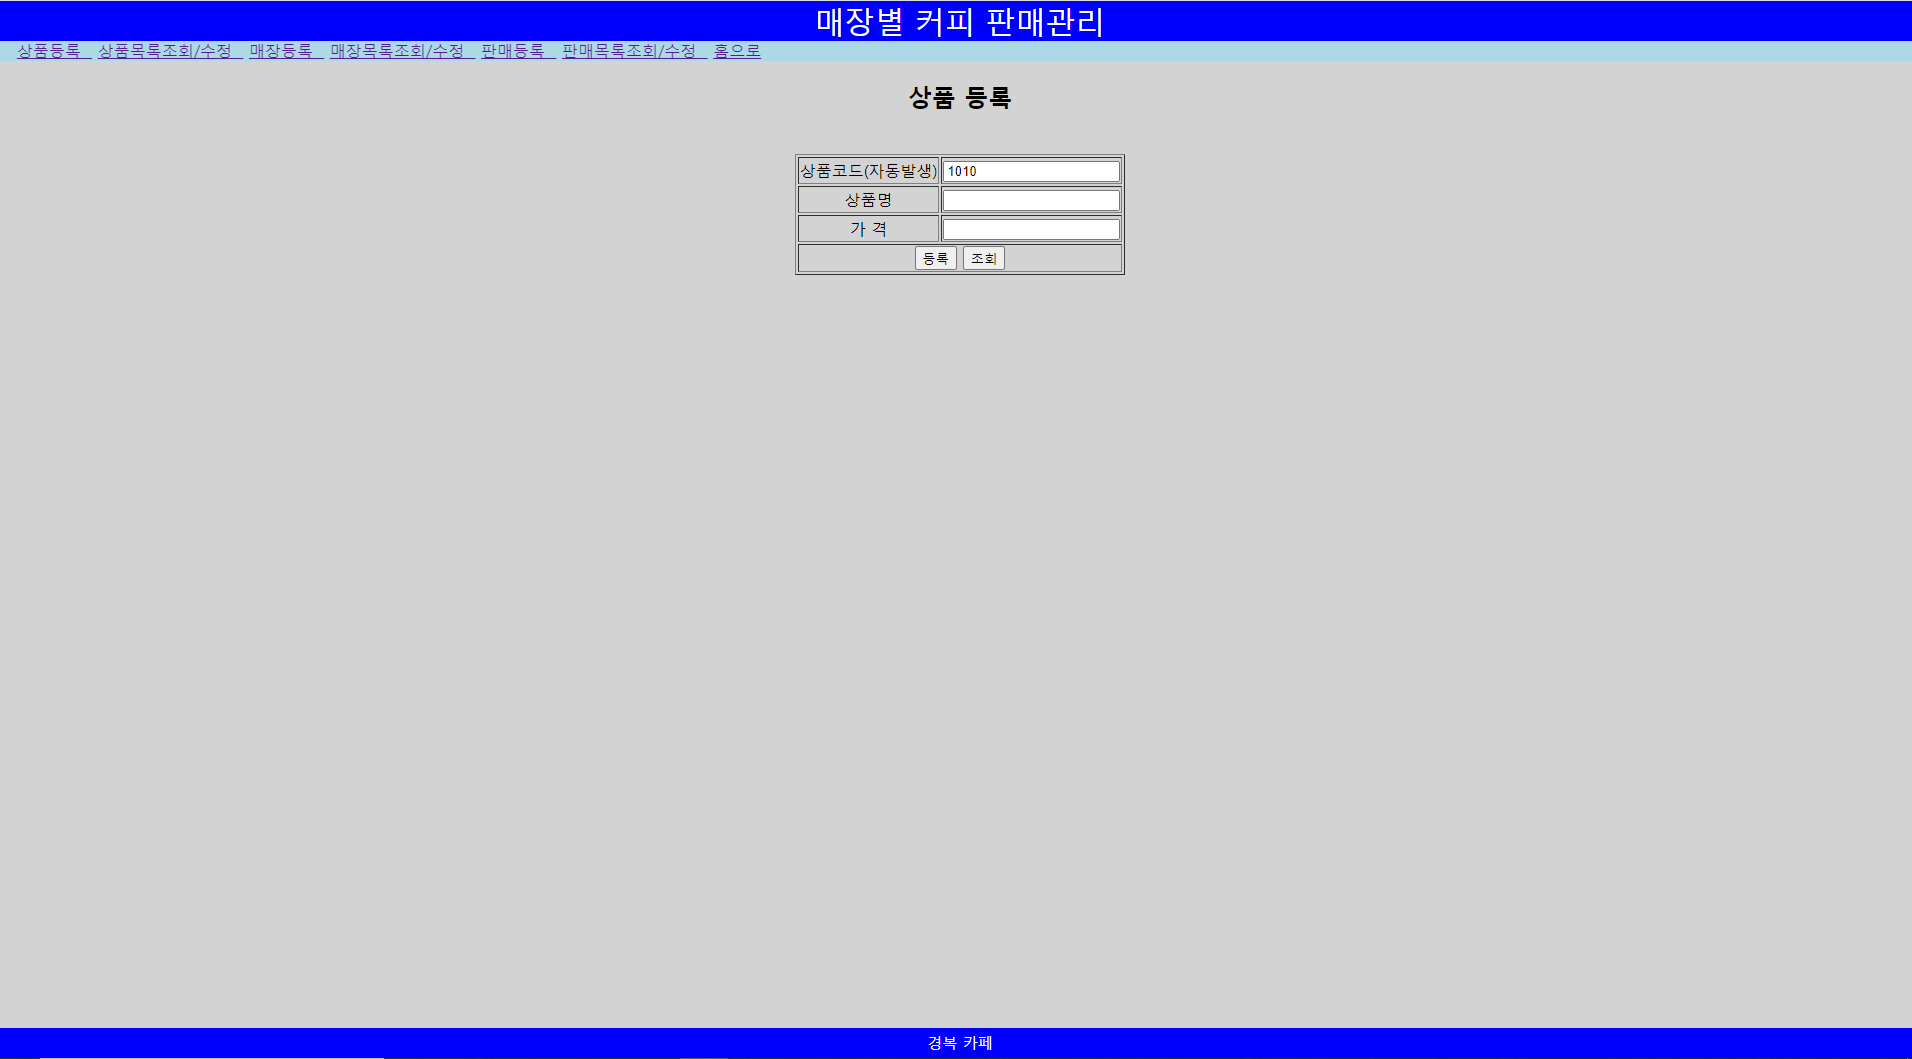 매장별 커피 판매관리
상품등록 상품목록조회/수정 매장등록 매장목록조회/수정 판매등록 판매목록조회/수정 홈으로
상품 등록
상품코드(자동발생) 1010
상품명
가 격
등록 조회
경복 카페